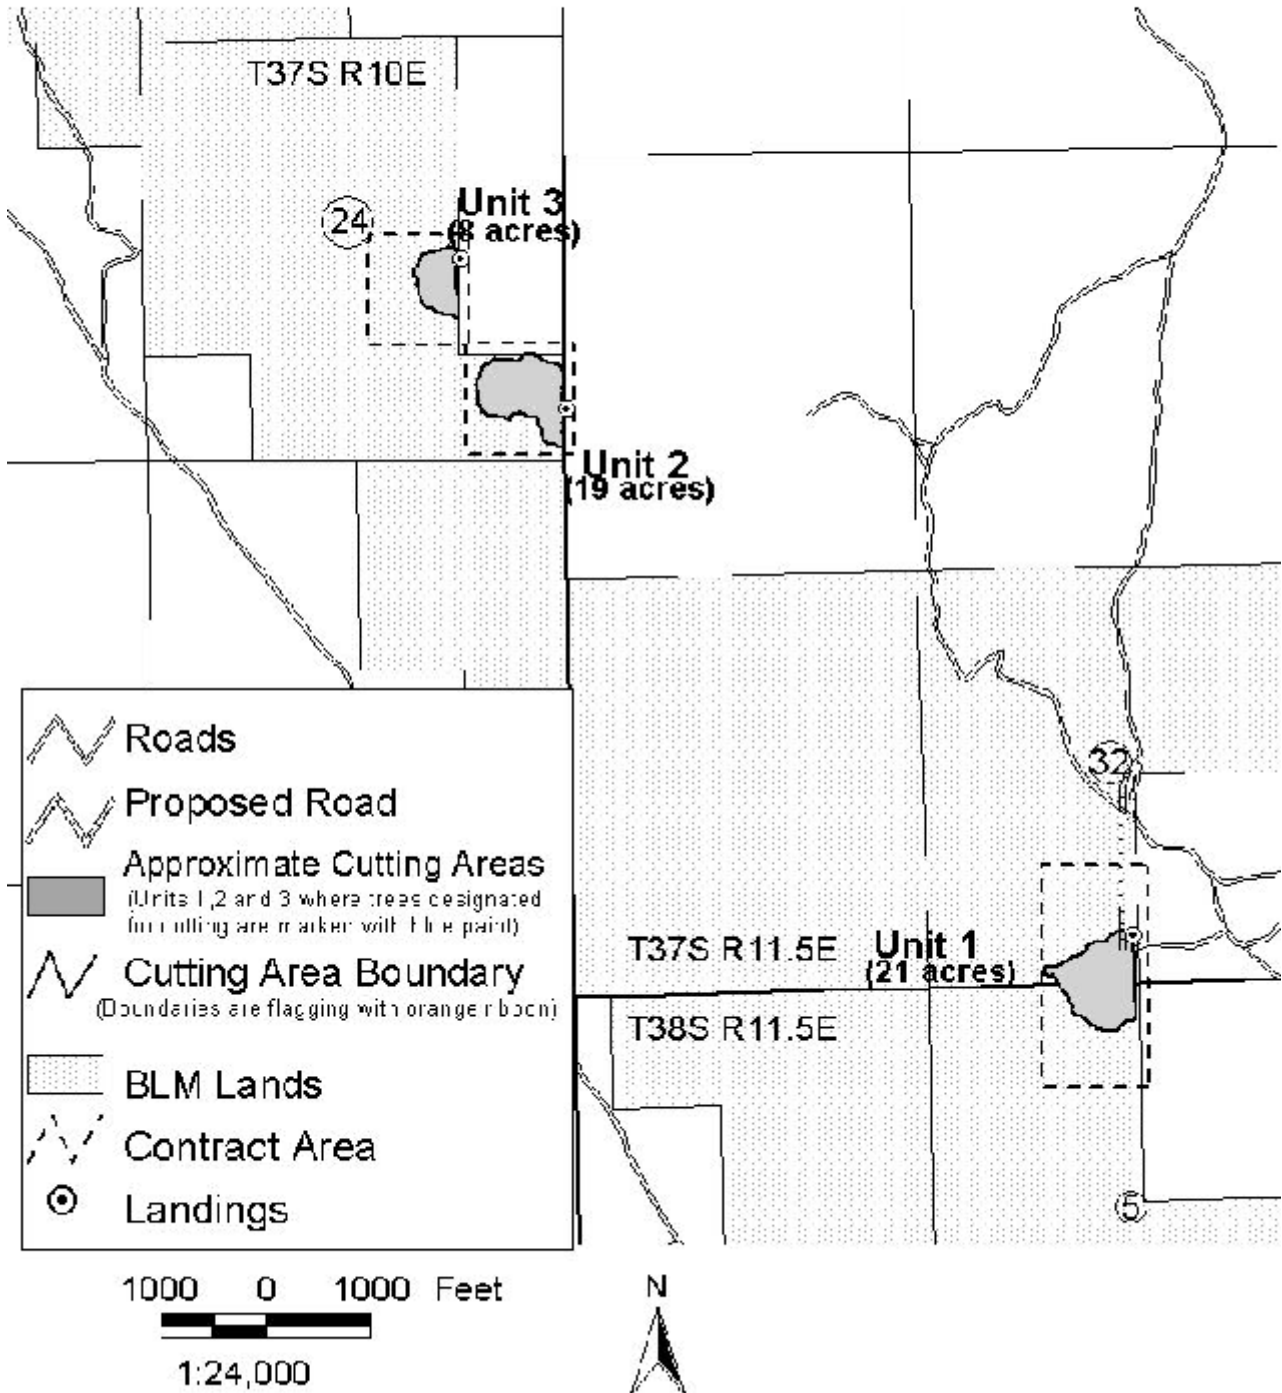 T37S R10E
24
Unit 3
(8 acres)
Unit 2
(19 acres)
32
Unit 1
(21 acres)
T37S R11.5E
T38S R11.5E
5
Roads
Proposed Road
Approximate Cutting Areas
(Units 1,2 and 3 where trees designated
for cutting are marked with blue paint)
Cutting Area Boundary
(Boundaries are flagging with orange ribbon)
BLM Lands
Contract Area
Landings
1000 0 1000 Feet
1:24,000
N